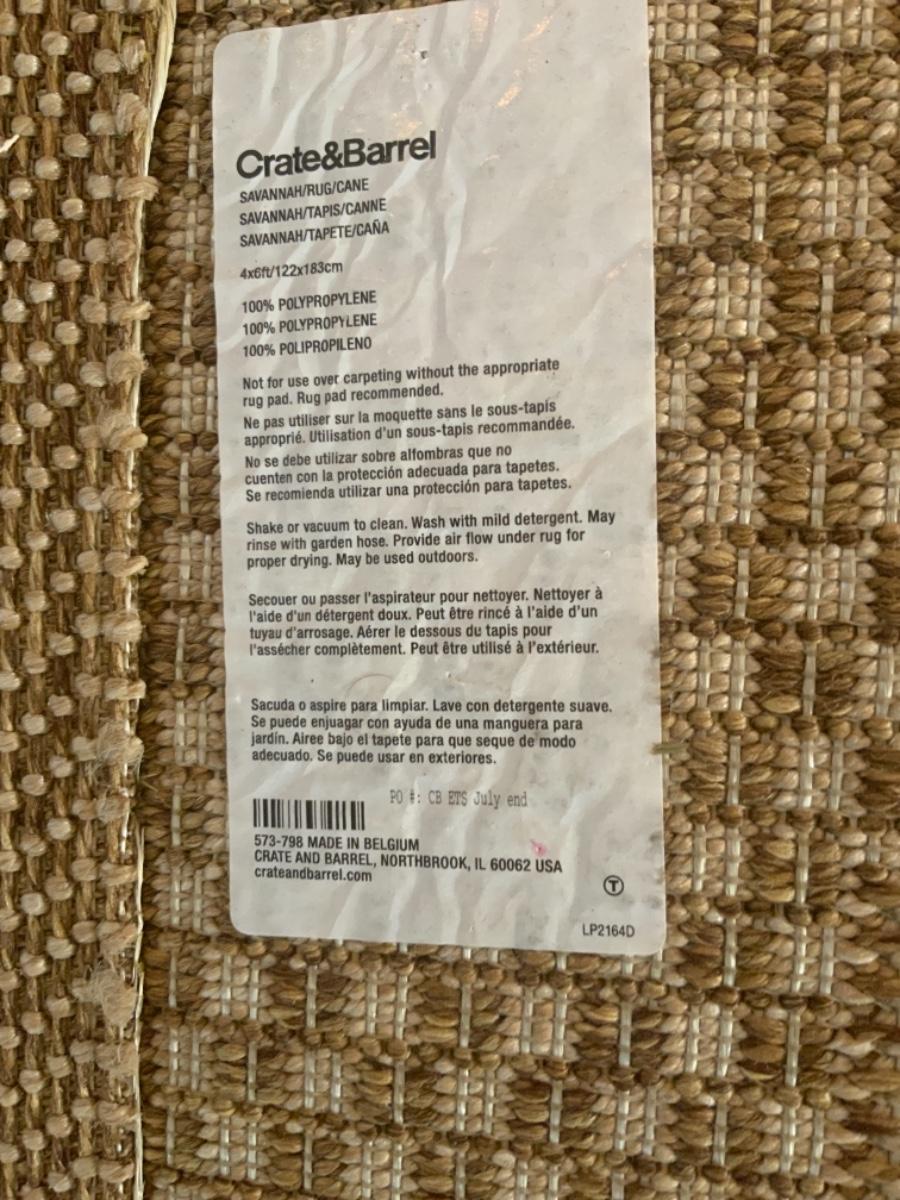 Crate&Barrel
SAVANNAH/RUG/CANE
SAVANNAH/TAPIS/CANNE
SAVANNAH/TAPETE/CAÑA
4x6ft/122x183cm
100% POLYPROPYLENE
100% POLYPROPYLENE
100% POLIPROPILENO
Not for use over carpeting without the appropriate
rug pad. Rug pad recommended.
Ne pas utiliser sur la moquette sans le sous-tapis
approprié. Utilisation d'un sous-tapis recommandée.
No se debe utilizar sobre alfombras que no
cuenten con la protección adecuada para tapetes.
Se recomienda utilizar una protección para tapetes.
Shake or vacuum to clean. Wash with mild detergent. May
rinse with garden hose. Provide air flow under rug for
proper drying. May be used outdoors.
Secouer ou passer l'aspirateur pour nettoyer. Nettoyer à
l'aide d'un détergent doux. Peut être rincé à l'aide d'un
tuyau d'arrosage. Aérer le dessous du tapis pour
l'assécher complètement. Peut être utilisé à l'extérieur.
Sacuda o aspire para limpiar. Lave con detergente suave.
Se puede enjuagar con ayuda de una manguera para
jardín. Airee bajo el tapete para que seque de modo
adecuado. Se puede usar en exteriores.
PO #: CB ETS July end
573-798 MADE IN BELGIUM
CRATE AND BARREL, NORTHBROOK, IL 60062 USA
crateandbarrel.com
T
LP2164D